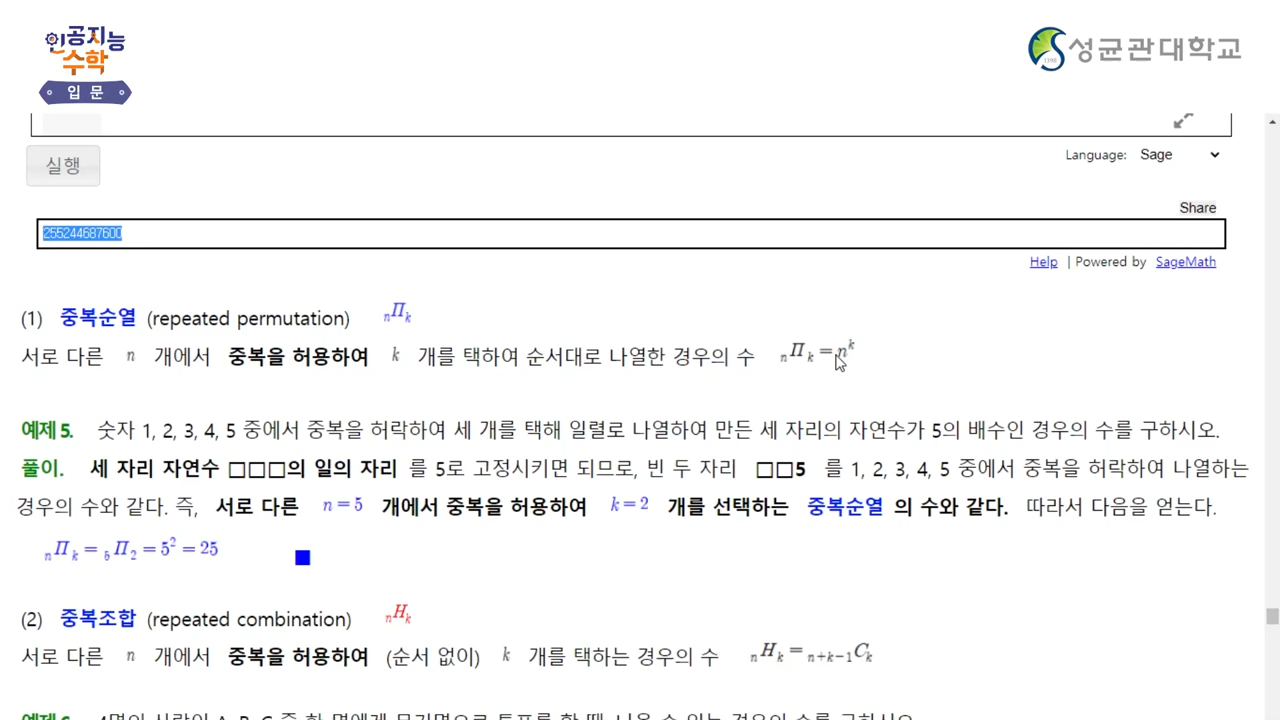 인공지능
수학
입문
성균관대학교
실행
Language: Sage
Share
255244687600
Help | Powered by SageMath
(1) 중복순열 (repeated permutation) ₙΠₖ
서로 다른 n 개에서 중복을 허용하여 k 개를 택하여 순서대로 나열한 경우의 수 ₙΠₖ = nᵏ
예제 5. 숫자 1, 2, 3, 4, 5 중에서 중복을 허락하여 세 개를 택해 일렬로 나열하여 만든 세 자리의 자연수가 5의 배수인 경우의 수를 구하시오.
풀이. 세 자리 자연수 □□□의 일의 자리 를 5로 고정시키면 되므로, 빈 두 자리 □□5 를 1, 2, 3, 4, 5 중에서 중복을 허락하여 나열하는
경우의 수와 같다. 즉, 서로 다른 n = 5 개에서 중복을 허용하여 k = 2 개를 선택하는 중복순열 의 수와 같다. 따라서 다음을 얻는다.
ₙΠₖ = ₅Π₂ = 5² = 25 ■
(2) 중복조합 (repeated combination) ₙHₖ
서로 다른 n 개에서 중복을 허용하여 (순서 없이) k 개를 택하는 경우의 수 ₙHₖ = ₙ₊ₖ₋₁Cₖ